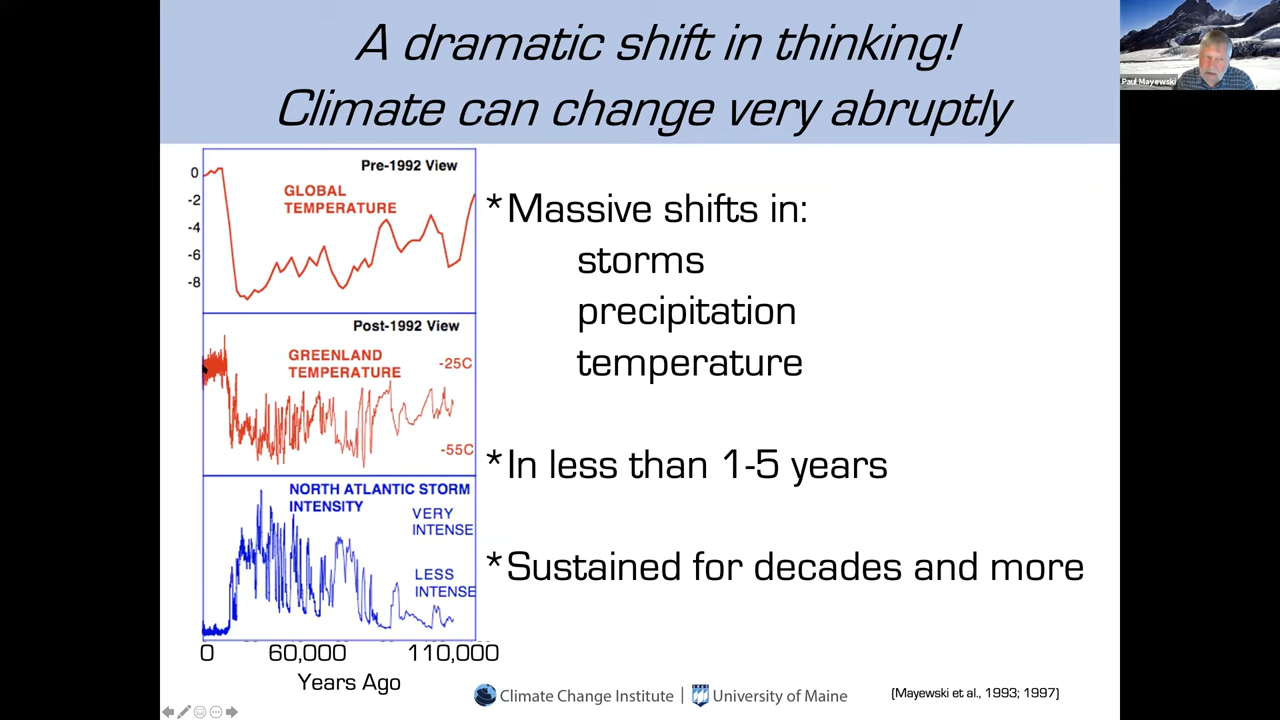 A dramatic shift in thinking!
Climate can change very abruptly
Paul Mayewski
Pre-1992 View
GLOBAL
TEMPERATURE
0
-2
-4
-6
-8
Post-1992 View
GREENLAND
TEMPERATURE
-25C
-55C
NORTH ATLANTIC STORM
INTENSITY
VERY
INTENSE
LESS
INTENSE
0 60,000 110,000
Years Ago
*Massive shifts in:
storms
precipitation
temperature
*In less than 1-5 years
*Sustained for decades and more
Climate Change Institute | University of Maine
(Mayewski et al., 1993; 1997)